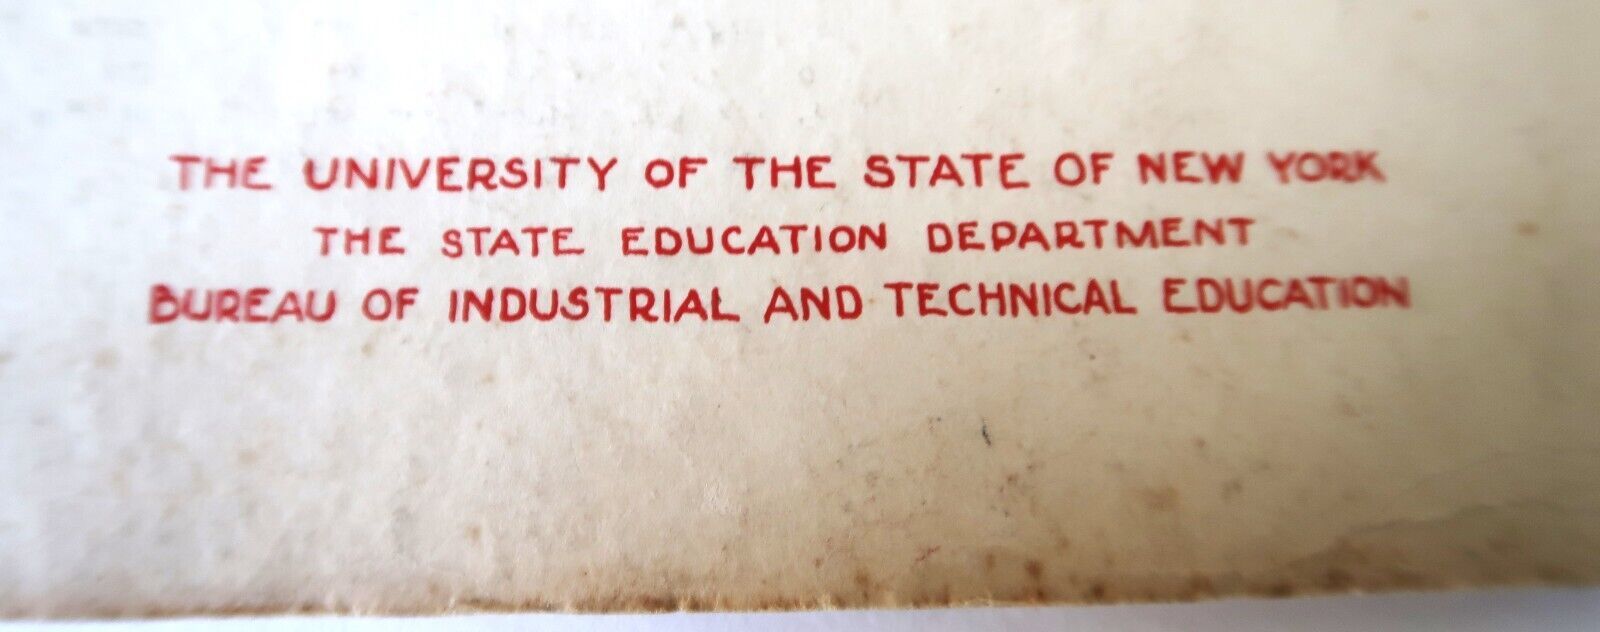 THE UNIVERSITY OF THE STATE OF NEW YORK
THE STATE EDUCATION DEPARTMENT
BUREAU OF INDUSTRIAL AND TECHNICAL EDUCATION